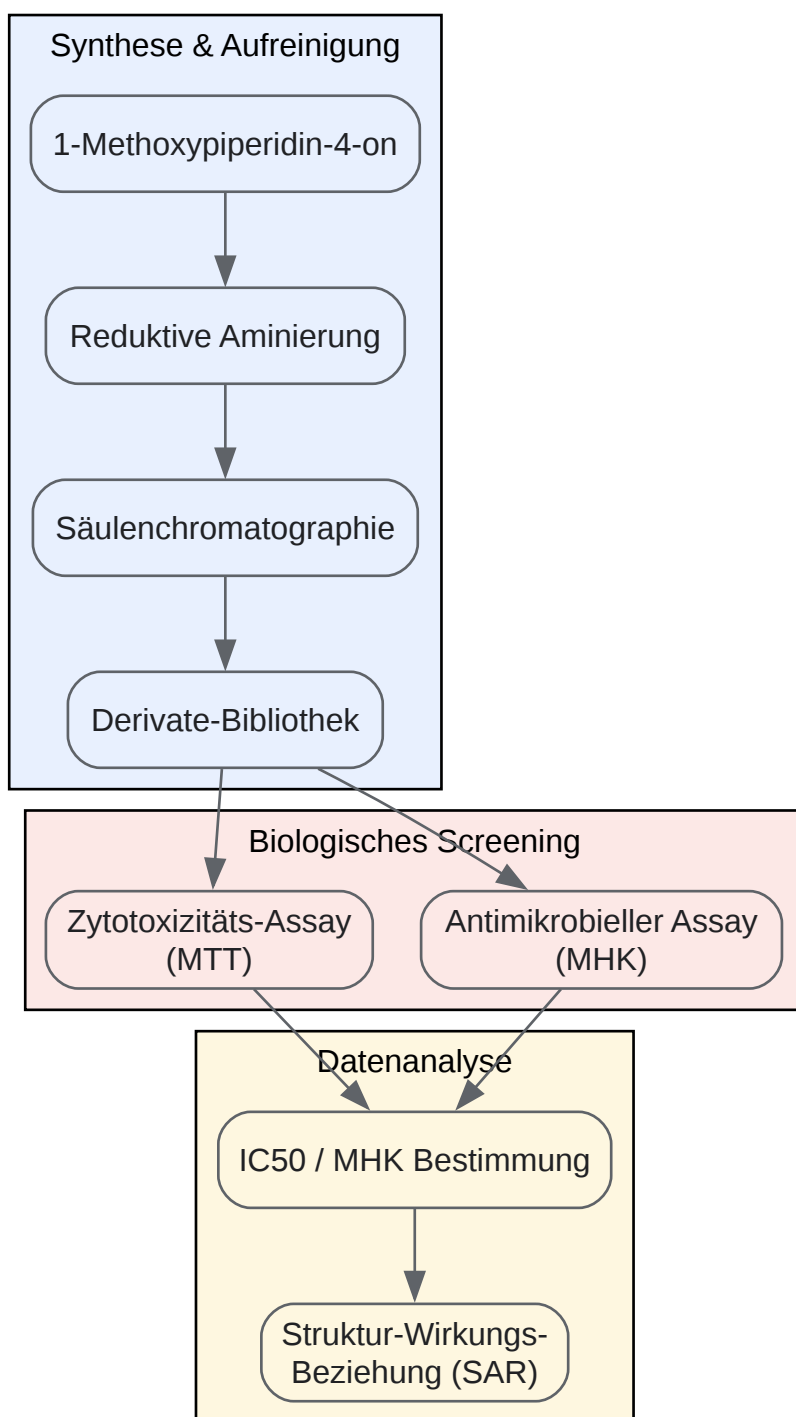 Synthese & Aufreinigung
1-Methoxypiperidin-4-on
Reduktive Aminierung
Säulenchromatographie
Derivate-Bibliothek
Biologisches Screening
Zytotoxizitäts-Assay
(MTT)
Antimikrobieller Assay
(MHK)
Datenanalyse
IC50 / MHK Bestimmung
Struktur-Wirkungs-
Beziehung (SAR)